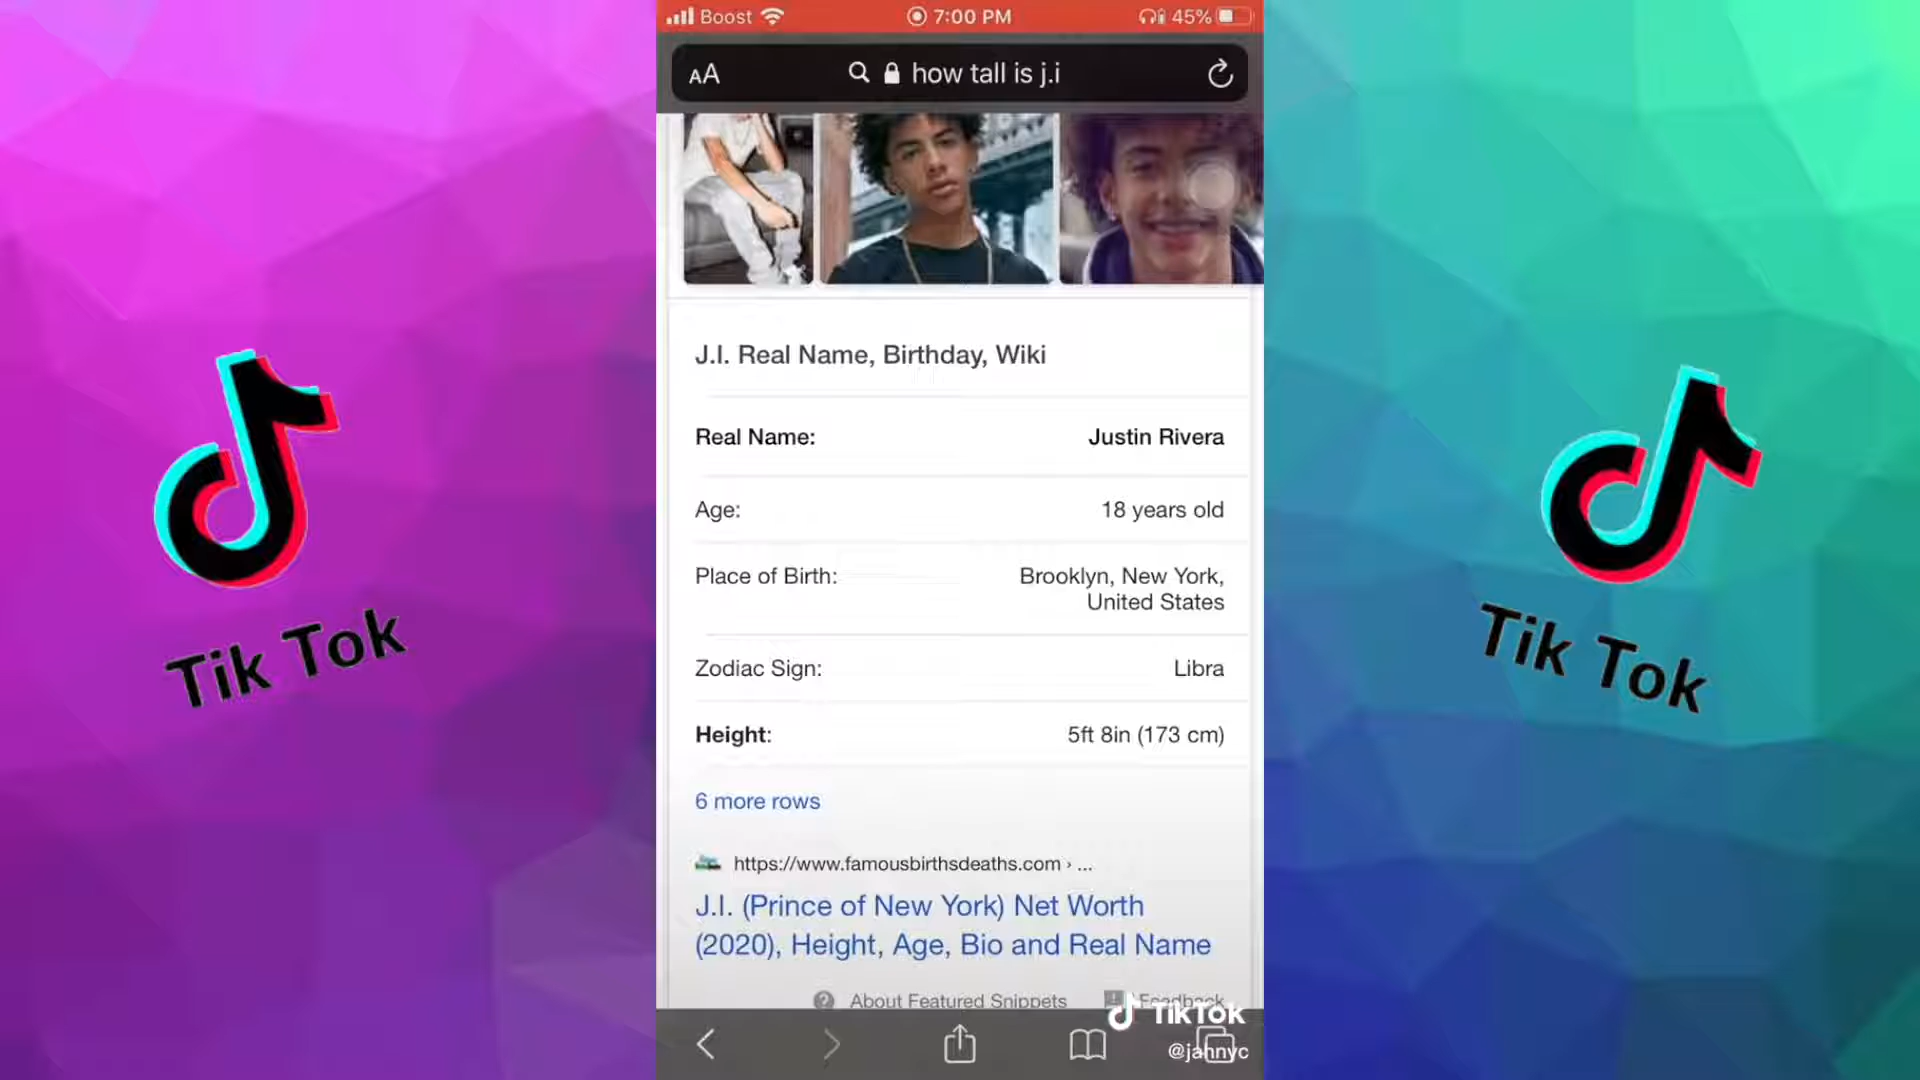 Boost
7:00 PM
45%
AA
how tall is j.i
J.I. Real Name, Birthday, Wiki
Real Name:
Justin Rivera
Age:
18 years old
Place of Birth:
Brooklyn, New York,
United States
Zodiac Sign:
Libra
Height:
5ft 8in (173 cm)
6 more rows
https://www.famousbirthsdeaths.com › ...
J.I. (Prince of New York) Net Worth
(2020), Height, Age, Bio and Real Name
About Featured Snippets
Feedback
TikTok
@jahnyc
Tik Tok
Tik Tok